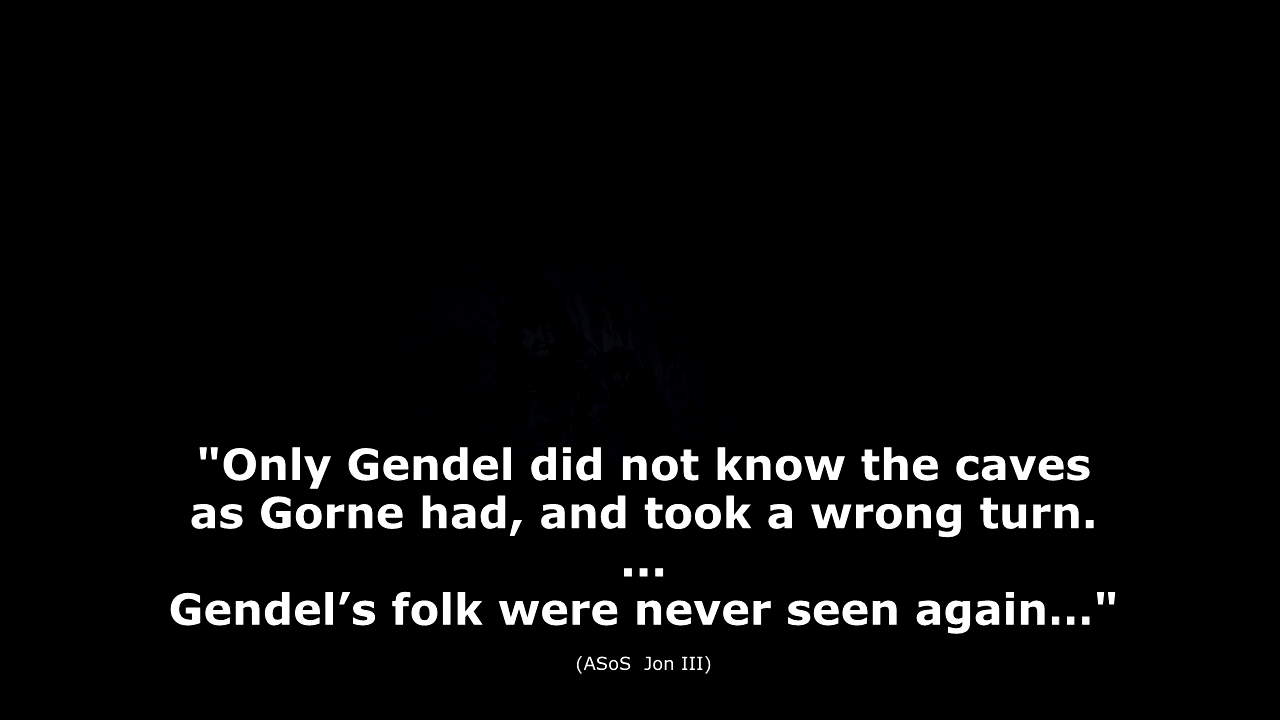 "Only Gendel did not know the caves
as Gorne had, and took a wrong turn.
...
Gendel’s folk were never seen again..."
(ASoS  Jon III)